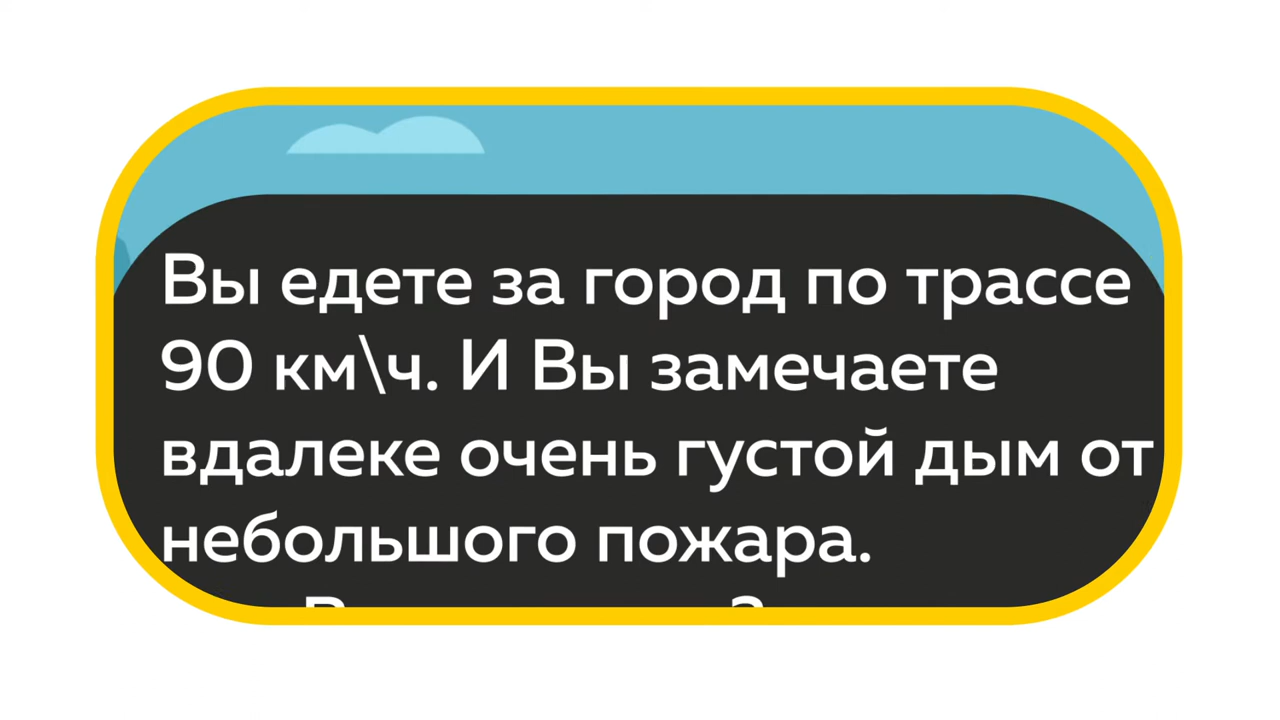 Вы едете за город по трассе
90 км\ч. И Вы замечаете
вдалеке очень густой дым от
небольшого пожара.